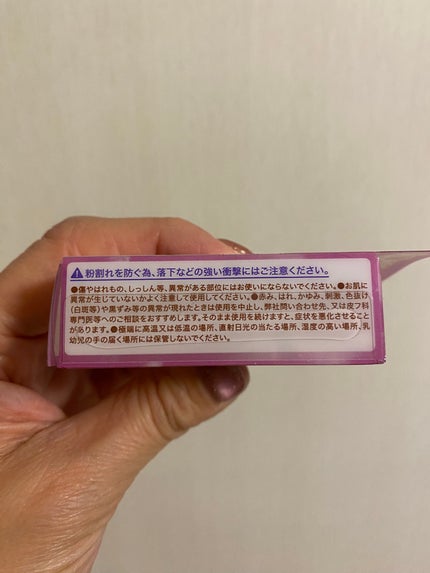 ⚠粉割れを防ぐ為、落下などの強い衝撃にはご注意ください。
●傷やはれもの、しっしん等、異常がある部位にはお使いにならないでください。●お肌に
異常が生じていないかよく注意して使用してください。●赤み、はれ、かゆみ、刺激、色抜け
(白斑等)や黒ずみ等の異常が現れたときは使用を中止し、弊社問い合わせ先、又は皮フ科
専門医等へのご相談をおすすめします。そのまま使用を続けますと、症状を悪化させること
があります。●極端に高温又は低温の場所、直射日光の当たる場所、湿度の高い場所、乳
幼児の手の届く場所には保管しないでください。